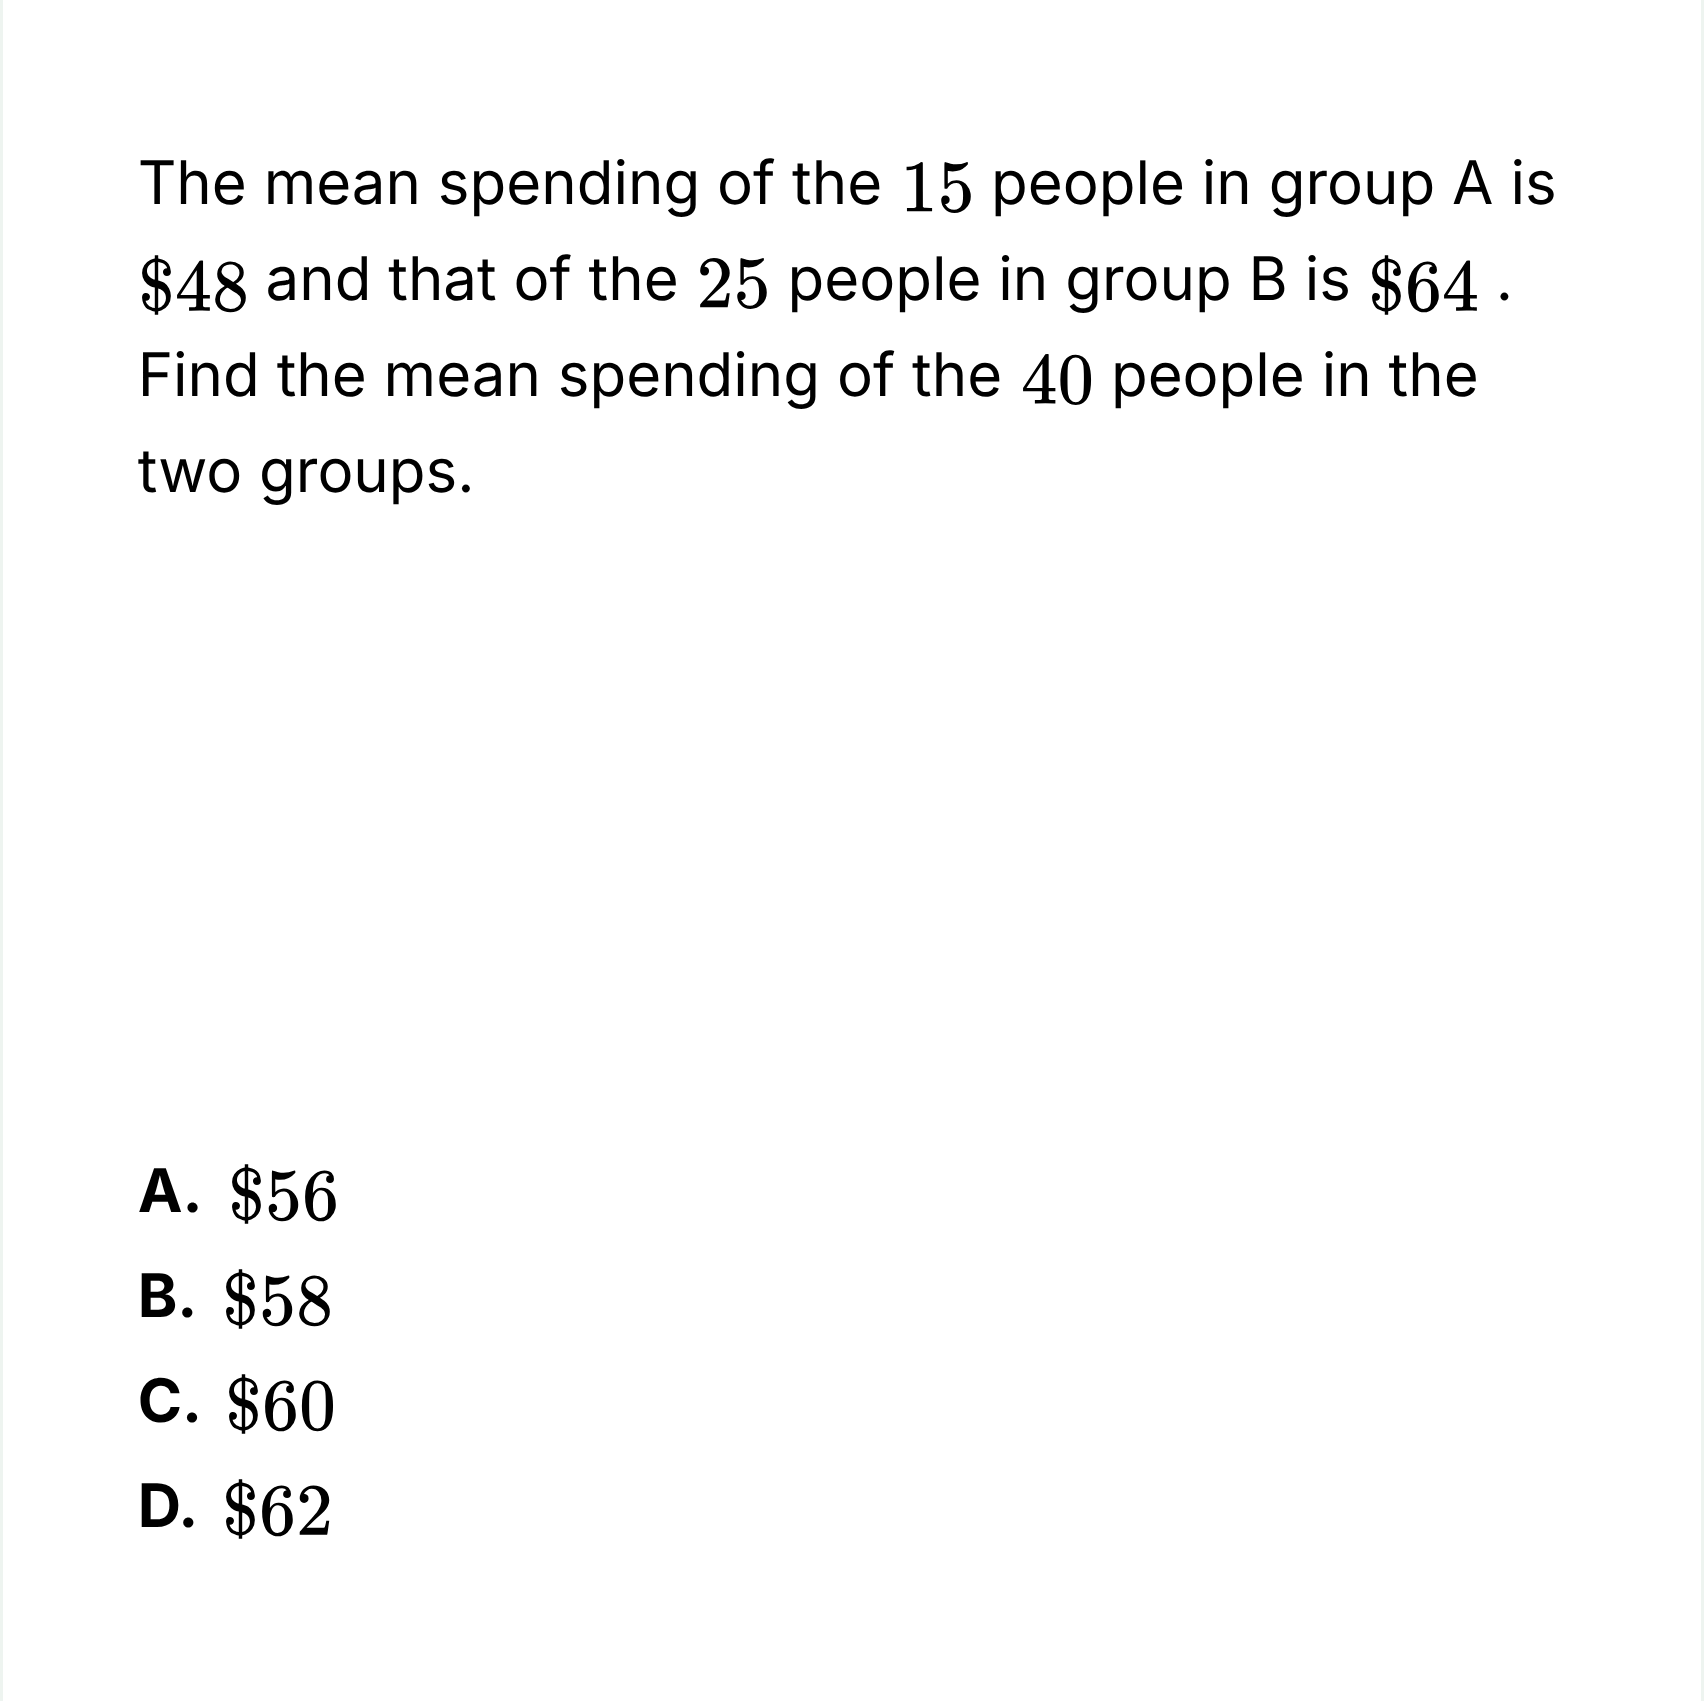 The mean spending of the 15 people in group A is
$48 and that of the 25 people in group B is $64 .
Find the mean spending of the 40 people in the
two groups.
A. $56
B. $58
C. $60
D. $62